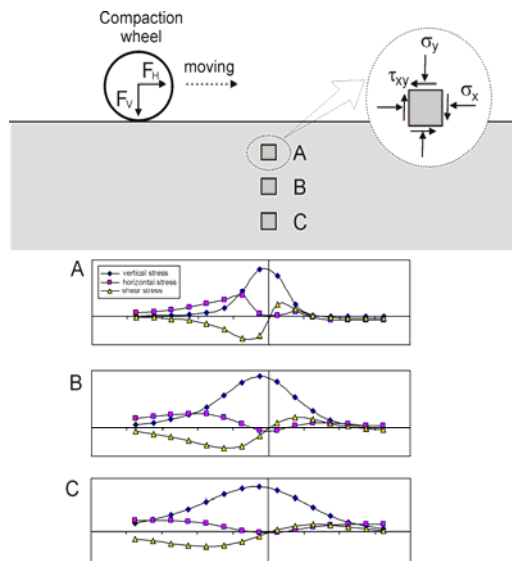 Compaction
wheel
F_H
moving
F_V
σ_y
τ_xy
σ_x
A
B
C
A
vertical stress
horizontal stress
shear stress
B
C